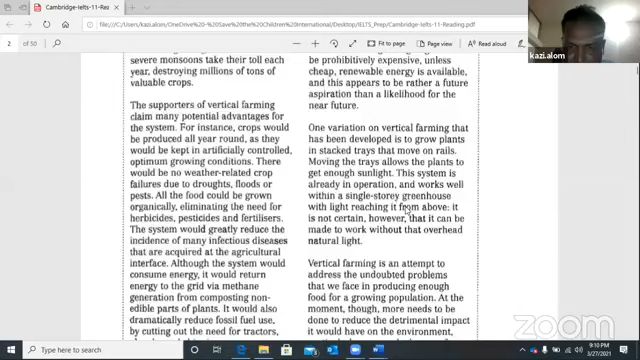 Cambridge-Ielts-11-Rea
File | C:/Users/kazi.alom/OneDrive%20-%20Save%20the%20Children%20International/Desktop/IELTS_Prep/Cambridge-Ielts-11-Reading.pdf
2 of 50
Fit to page
Page view
Read aloud
kazi.alom
severe monsoons take their toll each
year, destroying millions of tons of
valuable crops.
The supporters of vertical farming
claim many potential advantages for
the system. For instance, crops would
be produced all year round, as they
would be kept in artificially controlled,
optimum growing conditions. There
would be no weather-related crop
failures due to droughts, floods or
pests. All the food could be grown
organically, eliminating the need for
herbicides, pesticides and fertilisers.
The system would greatly reduce the
incidence of many infectious diseases
that are acquired at the agricultural
interface. Although the system would
consume energy, it would return
energy to the grid via methane
generation from composting non-
edible parts of plants. It would also
dramatically reduce fossil fuel use,
by cutting out the need for tractors,
be prohibitively expensive, unless
cheap, renewable energy is available,
and this appears to be rather a future
aspiration than a likelihood for the
near future.
One variation on vertical farming that
has been developed is to grow plants
in stacked trays that move on rails.
Moving the trays allows the plants to
get enough sunlight. This system is
already in operation, and works well
within a single-storey greenhouse
with light reaching it from above: it
is not certain, however, that it can be
made to work without that overhead
natural light.
Vertical farming is an attempt to
address the undoubted problems
that we face in producing enough
food for a growing population. At the
moment, though, more needs to be
done to reduce the detrimental impact
it would have on the environment,
zoom
9:10 PM
3/27/2021